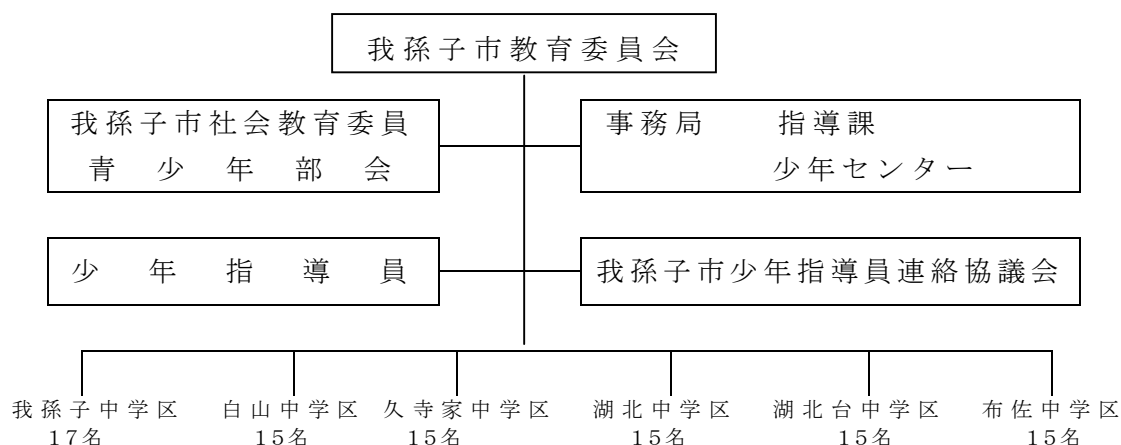 我孫子市教育委員会
我孫子市社会教育委員
青少年部会
事務局　指導課
少年センター
少年指導員
我孫子市少年指導員連絡協議会
我孫子中学区　白山中学区　久寺家中学区　湖北中学区　湖北台中学区　布佐中学区
17名　15名　15名　15名　15名　15名